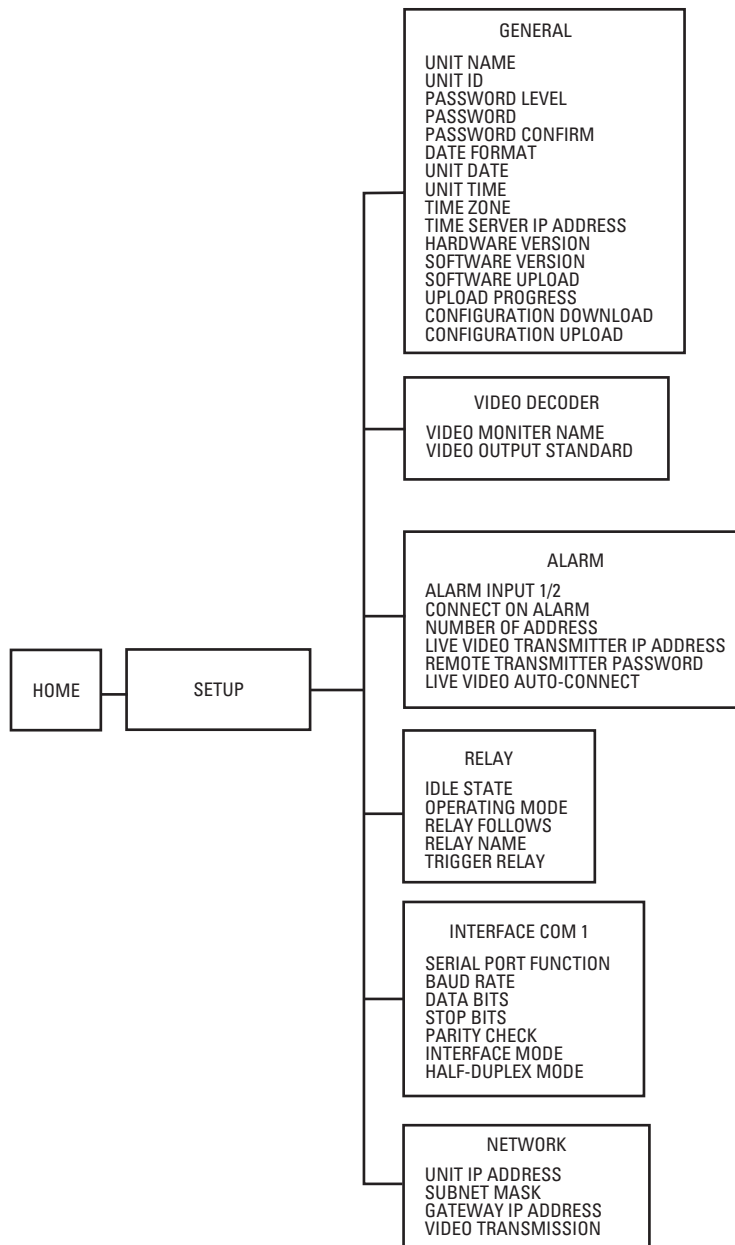 GENERAL
UNIT NAME
UNIT ID
PASSWORD LEVEL
PASSWORD
PASSWORD CONFIRM
DATE FORMAT
UNIT DATE
UNIT TIME
TIME ZONE
TIME SERVER IP ADDRESS
HARDWARE VERSION
SOFTWARE VERSION
SOFTWARE UPLOAD
UPLOAD PROGRESS
CONFIGURATION DOWNLOAD
CONFIGURATION UPLOAD
VIDEO DECODER
VIDEO MONITER NAME
VIDEO OUTPUT STANDARD
ALARM
ALARM INPUT 1/2
CONNECT ON ALARM
NUMBER OF ADDRESS
LIVE VIDEO TRANSMITTER IP ADDRESS
REMOTE TRANSMITTER PASSWORD
LIVE VIDEO AUTO-CONNECT
HOME
SETUP
RELAY
IDLE STATE
OPERATING MODE
RELAY FOLLOWS
RELAY NAME
TRIGGER RELAY
INTERFACE COM 1
SERIAL PORT FUNCTION
BAUD RATE
DATA BITS
STOP BITS
PARITY CHECK
INTERFACE MODE
HALF-DUPLEX MODE
NETWORK
UNIT IP ADDRESS
SUBNET MASK
GATEWAY IP ADDRESS
VIDEO TRANSMISSION